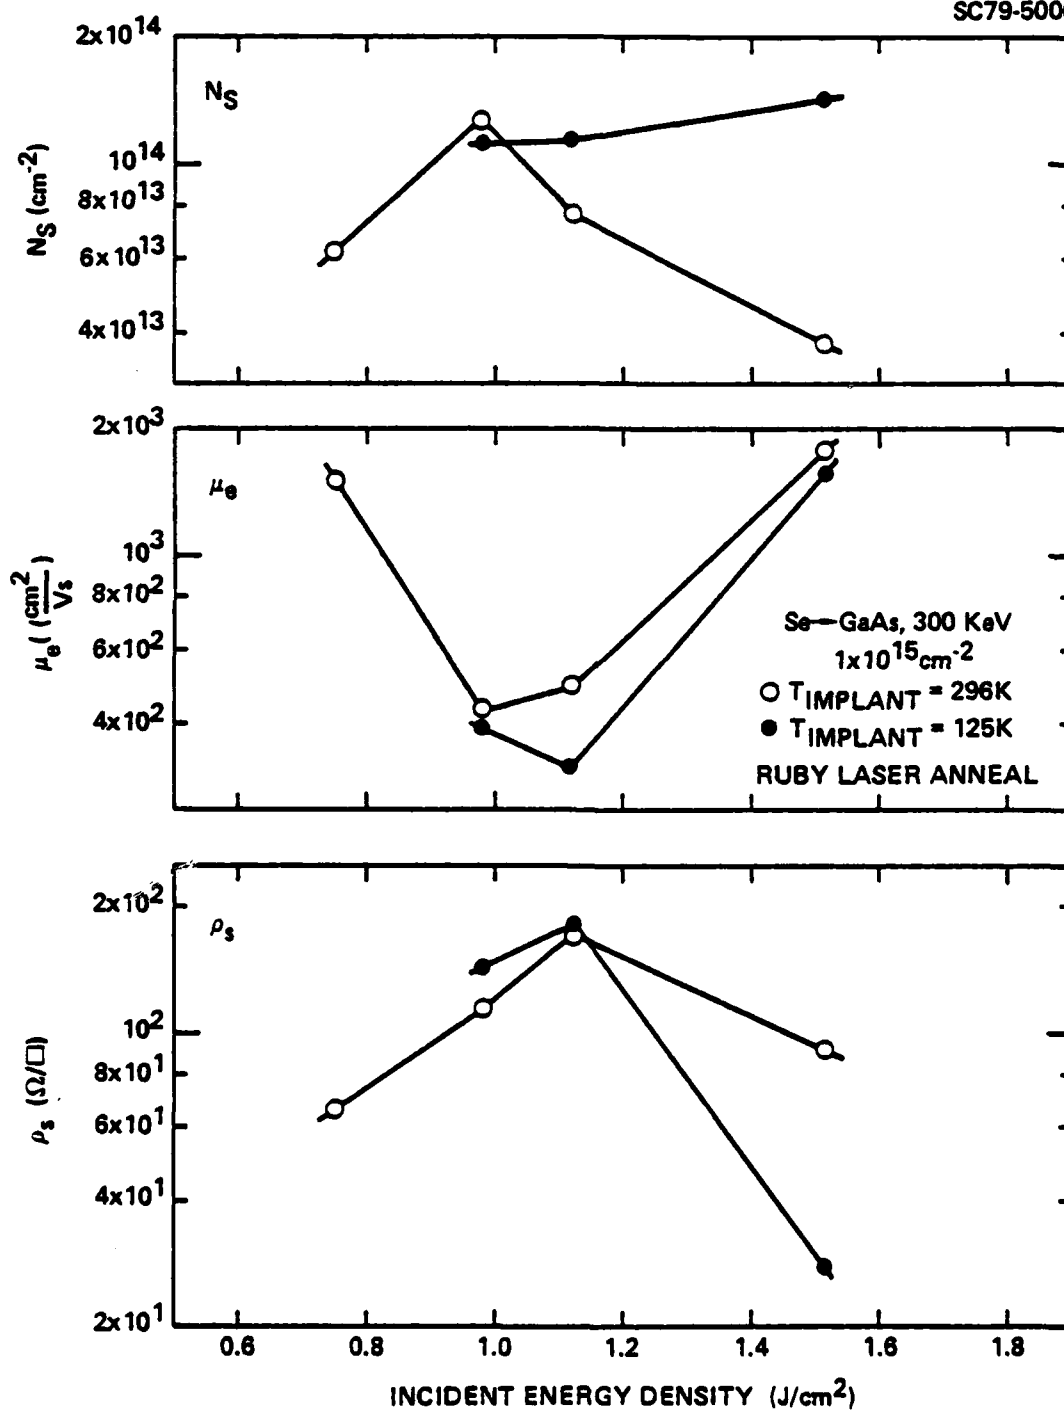 SC79-500
2x10^14
N_S
10^14
8x10^13
6x10^13
4x10^13
N_S (cm^-2)
2x10^3
μ_e
10^3
8x10^2
6x10^2
4x10^2
μ_e ( (cm^2/Vs)
Se—GaAs, 300 KeV
1x10^15 cm^-2
○ T_IMPLANT = 296K
● T_IMPLANT = 125K
RUBY LASER ANNEAL
2x10^2
ρ_s
10^2
8x10^1
6x10^1
4x10^1
2x10^1
ρ_s (Ω/□)
0.6 0.8 1.0 1.2 1.4 1.6 1.8
INCIDENT ENERGY DENSITY (J/cm^2)